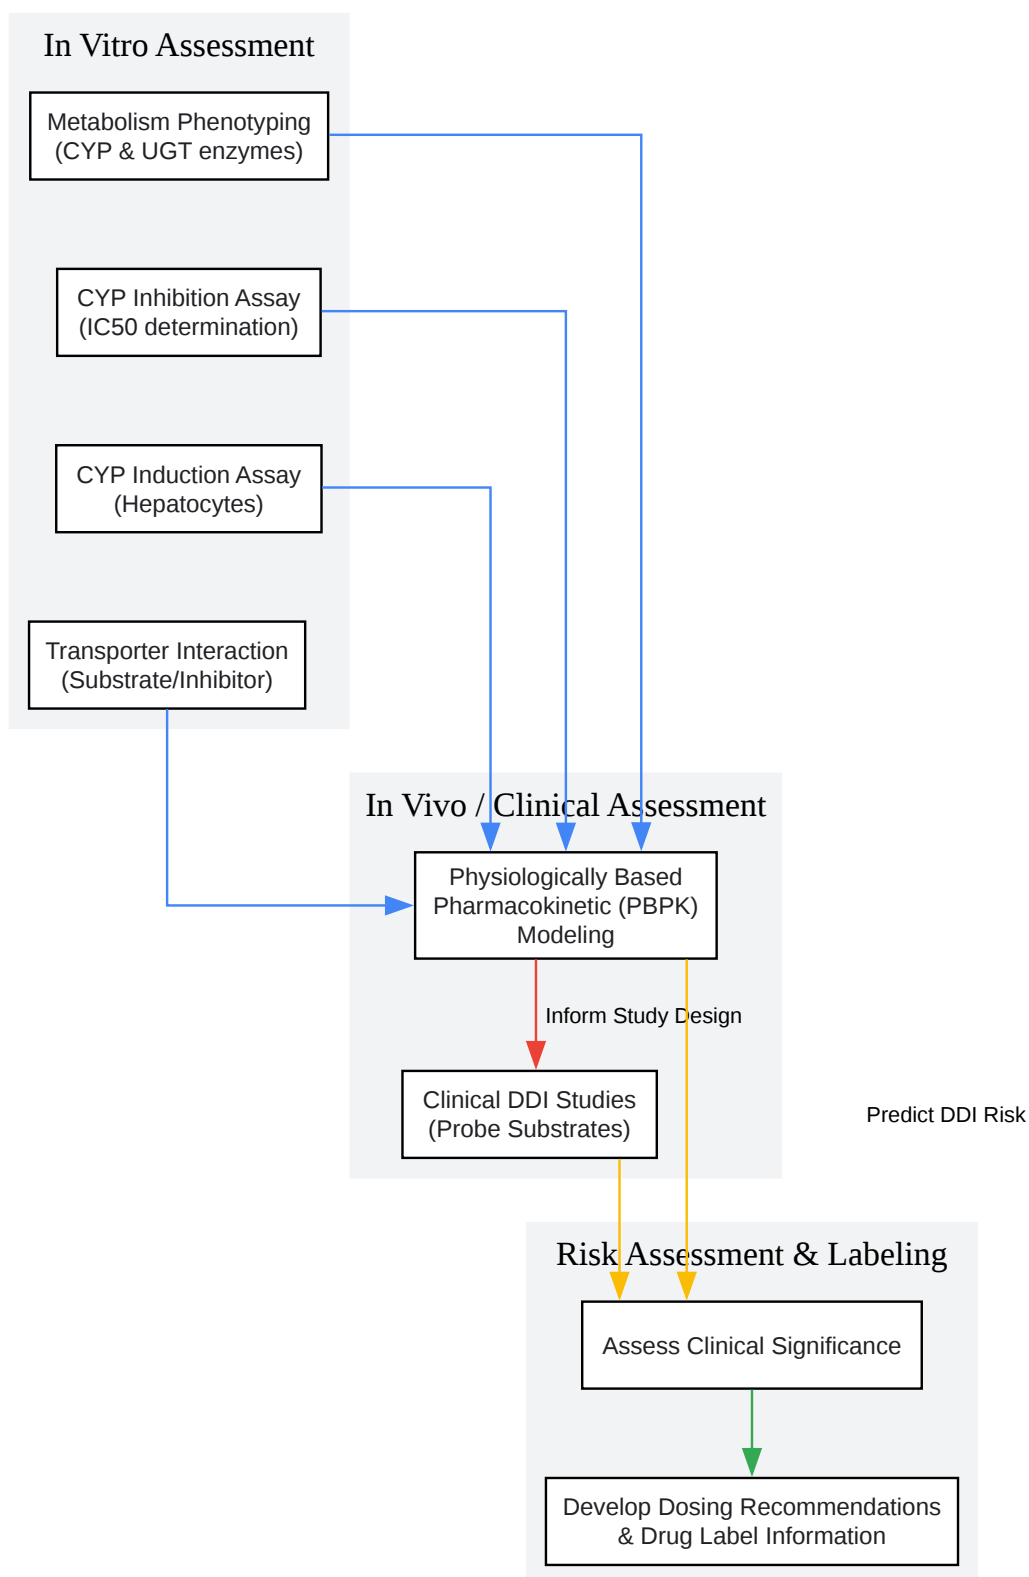 In Vitro Assessment
Metabolism Phenotyping
(CYP & UGT enzymes)
CYP Inhibition Assay
(IC50 determination)
CYP Induction Assay
(Hepatocytes)
Transporter Interaction
(Substrate/Inhibitor)
In Vivo / Clinical Assessment
Physiologically Based
Pharmacokinetic (PBPK)
Modeling
Inform Study Design
Clinical DDI Studies
(Probe Substrates)
Predict DDI Risk
Risk Assessment & Labeling
Assess Clinical Significance
Develop Dosing Recommendations
& Drug Label Information